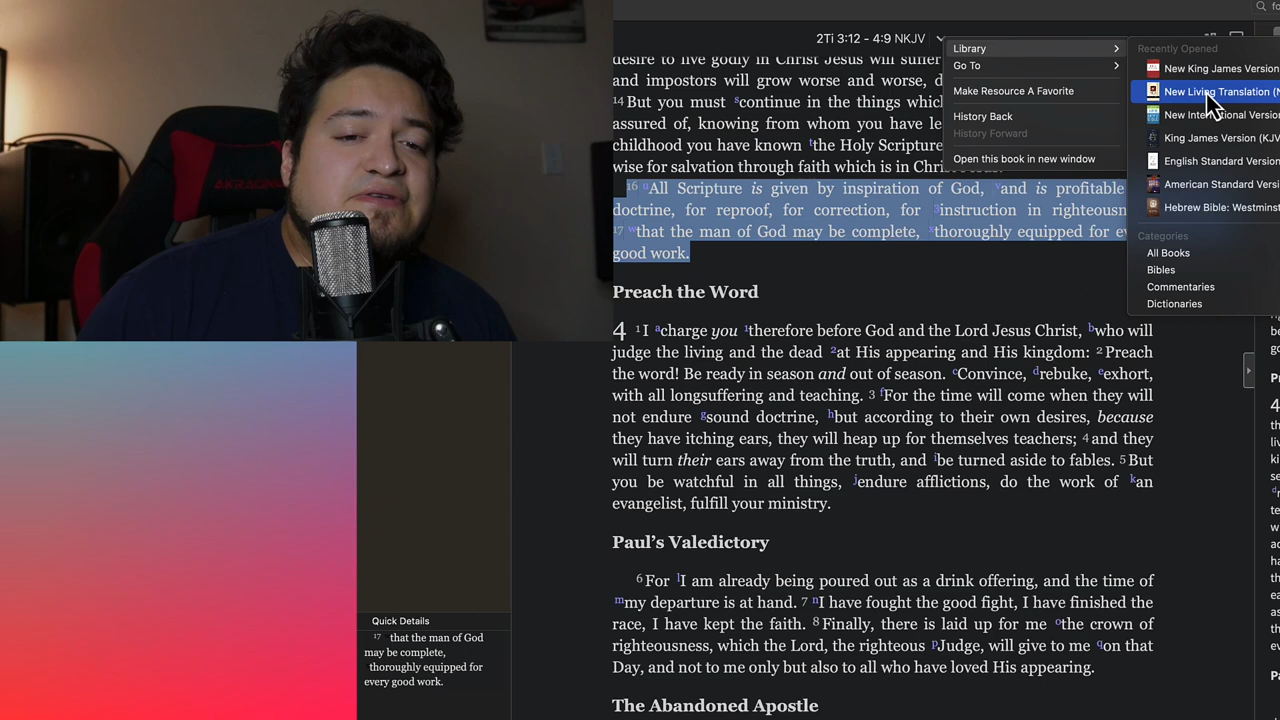 AKRACING
2Ti 3:12 - 4:9 NKJV
desire to live godly in Christ Jesus will suffer
and impostors will grow worse and worse, d
14 But you must s continue in the things which
assured of, knowing from whom you have le
childhood you have known t the Holy Scripture
wise for salvation through faith which is in Christ Jesus.
16 u All Scripture is given by inspiration of God, v and is profitable
doctrine, for reproof, for correction, for 3 instruction in righteousn
17 w that the man of God may be complete, x thoroughly equipped for ev
good work.
Preach the Word
4 1 I a charge you 1 therefore before God and the Lord Jesus Christ, b who will
judge the living and the dead 2 at His appearing and His kingdom: 2 Preach
the word! Be ready in season and out of season. c Convince, d rebuke, e exhort,
with all longsuffering and teaching. 3 f For the time will come when they will
not endure g sound doctrine, h but according to their own desires, because
they have itching ears, they will heap up for themselves teachers; 4 and they
will turn their ears away from the truth, and i be turned aside to fables. 5 But
you be watchful in all things, j endure afflictions, do the work of k an
evangelist, fulfill your ministry.
Paul's Valedictory
6 For l I am already being poured out as a drink offering, and the time of
m my departure is at hand. 7 n I have fought the good fight, I have finished the
race, I have kept the faith. 8 Finally, there is laid up for me o the crown of
righteousness, which the Lord, the righteous p Judge, will give to me q on that
Day, and not to me only but also to all who have loved His appearing.
The Abandoned Apostle
Library
Go To
Make Resource A Favorite
History Back
History Forward
Open this book in new window
Recently Opened
New King James Version
New Living Translation (N
New International Version
King James Version (KJV
English Standard Version
American Standard Versi
Hebrew Bible: Westminst
Categories
All Books
Bibles
Commentaries
Dictionaries
Quick Details
17 that the man of God
may be complete,
thoroughly equipped for
every good work.